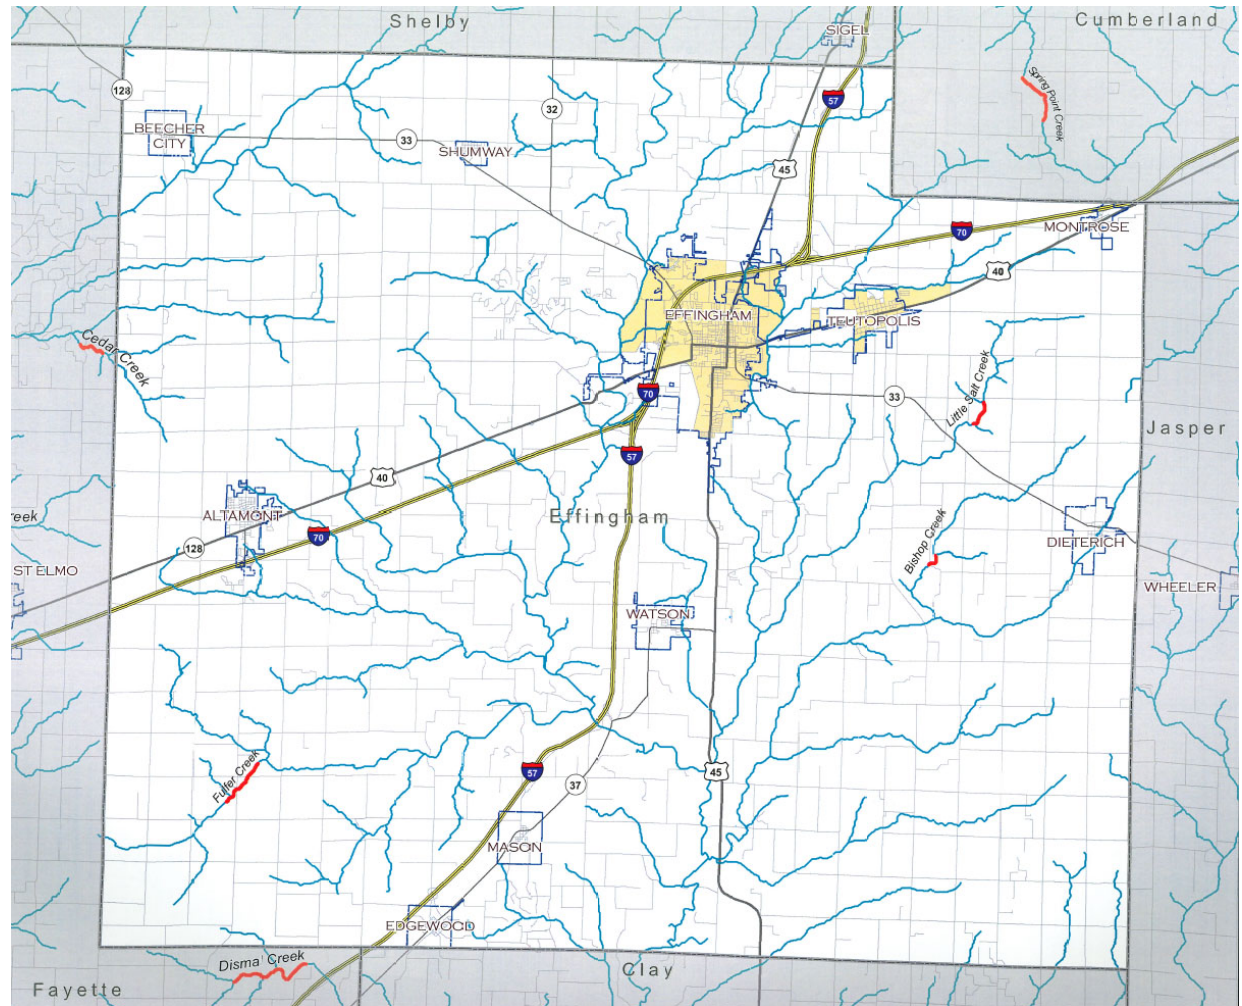 Shelby
Cumberland
SIGEL
Spring Point Creek
128
57
32
BEECHER
CITY
33
SHUMWAY
45
70
MONTROSE
40
EFFINGHAM
TEUTOPOLIS
Cedar Creek
Little Salt Creek
70
33
Jasper
57
40
ALTAMONT
Effingham
reek
70
128
Bishop Creek
DIETERICH
ST ELMO
WHEELER
WATSON
Fulfer Creek
57
45
37
MASON
EDGEWOOD
Disma Creek
Clay
Fayette